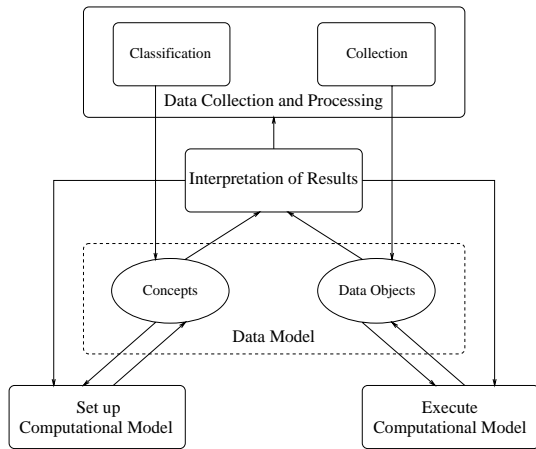 Classification
Collection
Data Collection and Processing
Interpretation of Results
Concepts
Data Objects
Data Model
Set up
Computational Model
Execute
Computational Model